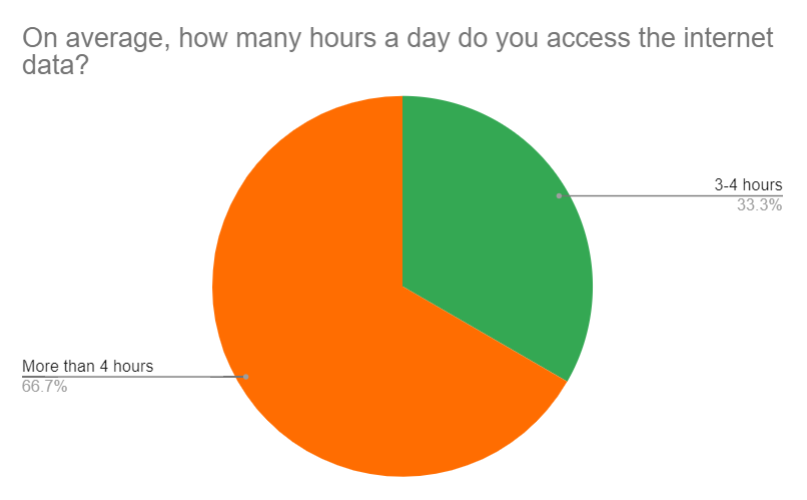 On average, how many hours a day do you access the internet
data?
3-4 hours
33.3%
More than 4 hours
66.7%